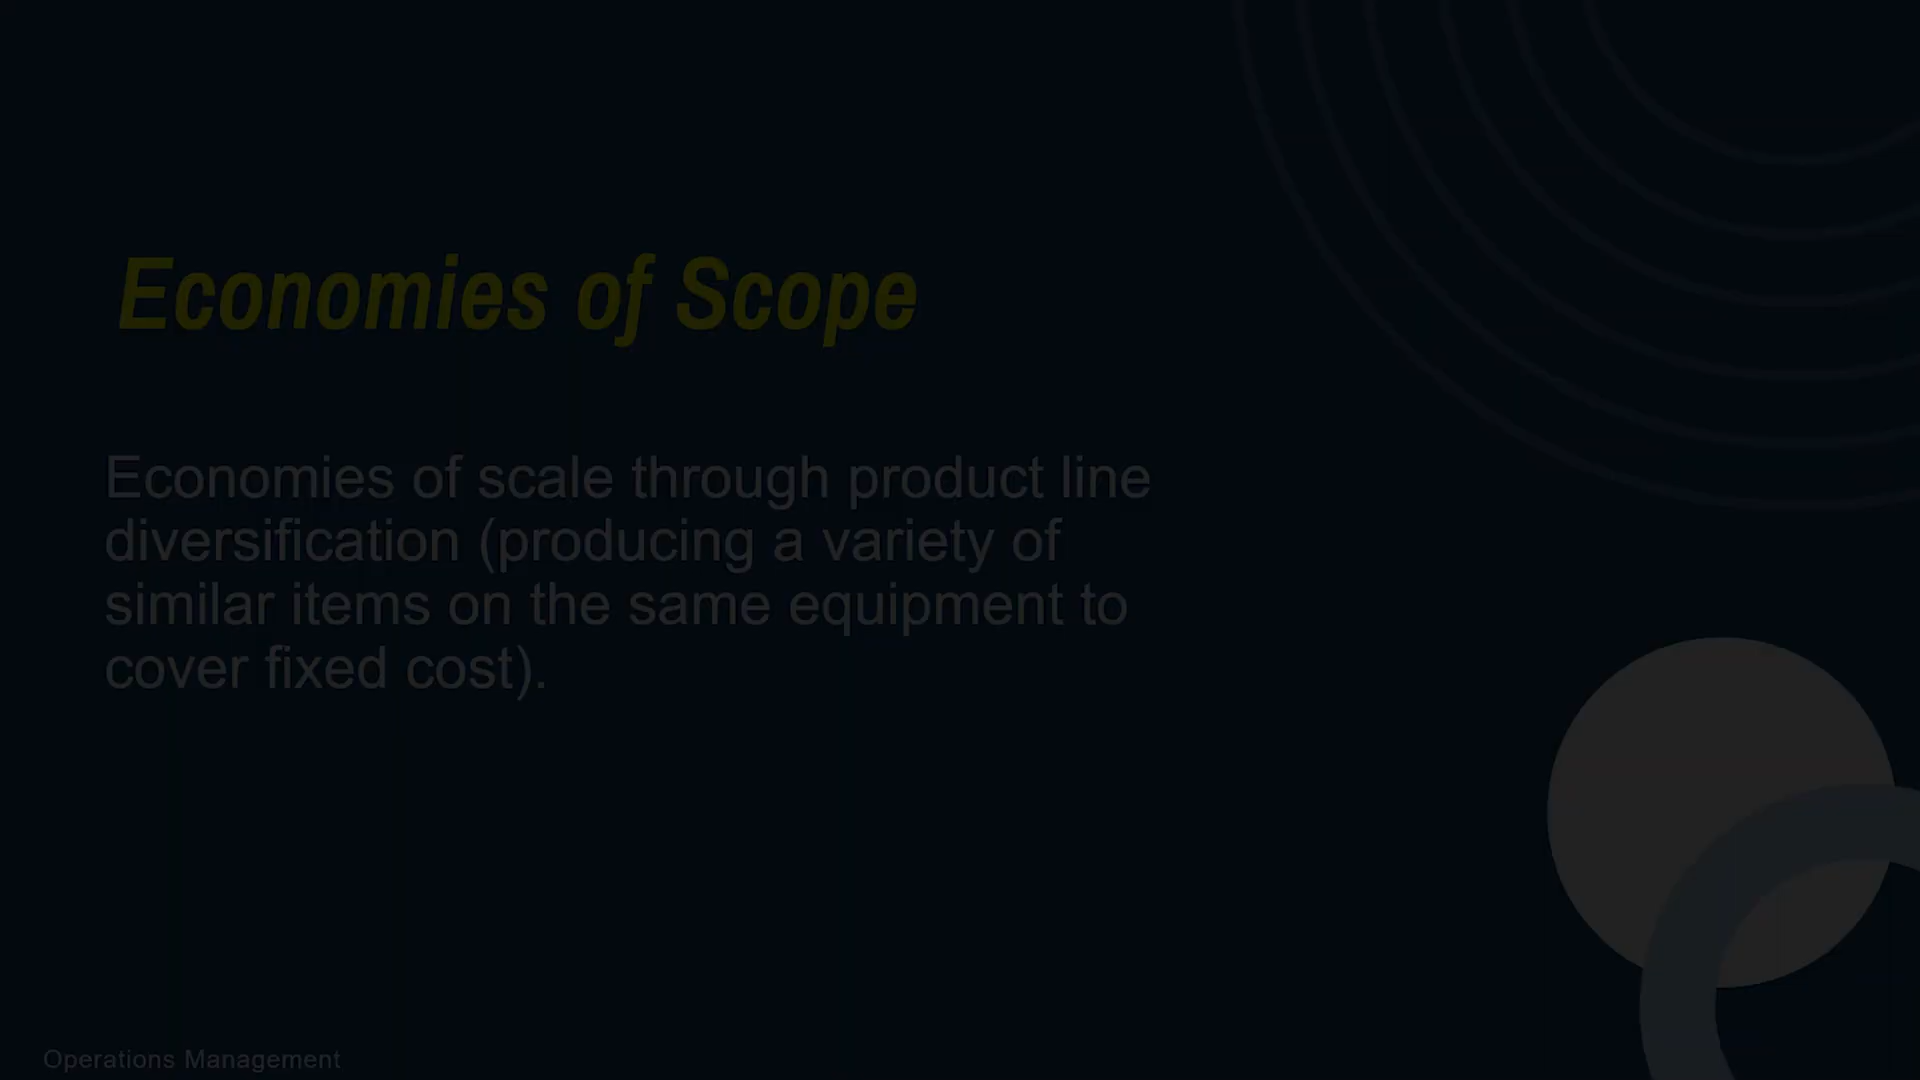 Economies of Scope
Economies of scale through product line
diversification (producing a variety of
similar items on the same equipment to
cover fixed cost).
Operations Management